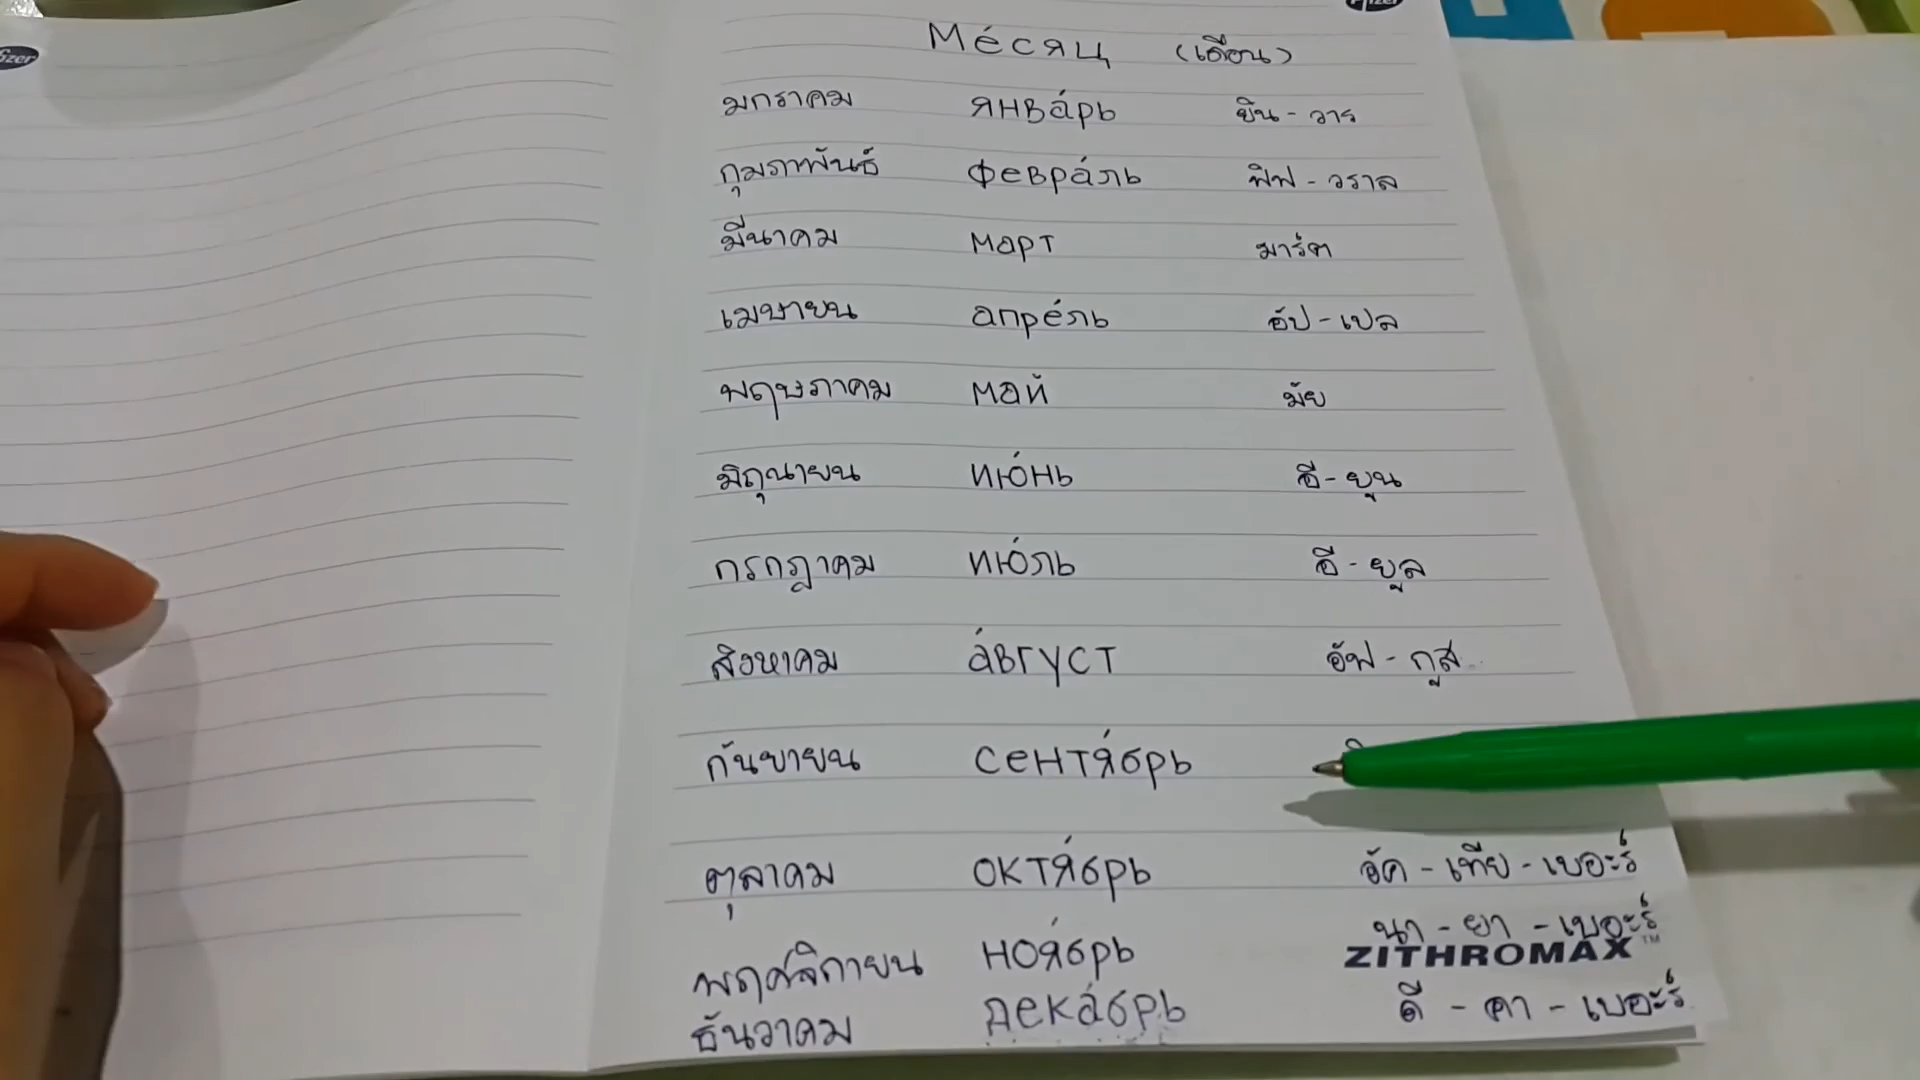 Pfizer
fizer
Ме́сяц (เดือน)
มกราคม янва́рь ยิน - วาร
กุมภาพันธ์ февра́ль ฟิฟ - วราล
มีนาคม март มาร์ต
เมษายน апре́ль อัป - เปล
พฤษภาคม май มัย
มิถุนายน ию́нь อี - ยูน
กรกฎาคม ию́ль อี - ยูล
สิงหาคม а́вгуст อัฟ - กูส
กันยายน сентя́брь
ตุลาคม октя́брь อัค - เทีย - เบอะร์
พฤศจิกายน ноя́брь นา - ยา - เบอะร์
ZITHROMAX™
ธันวาคม дека́брь ดี - คา - เบอะร์